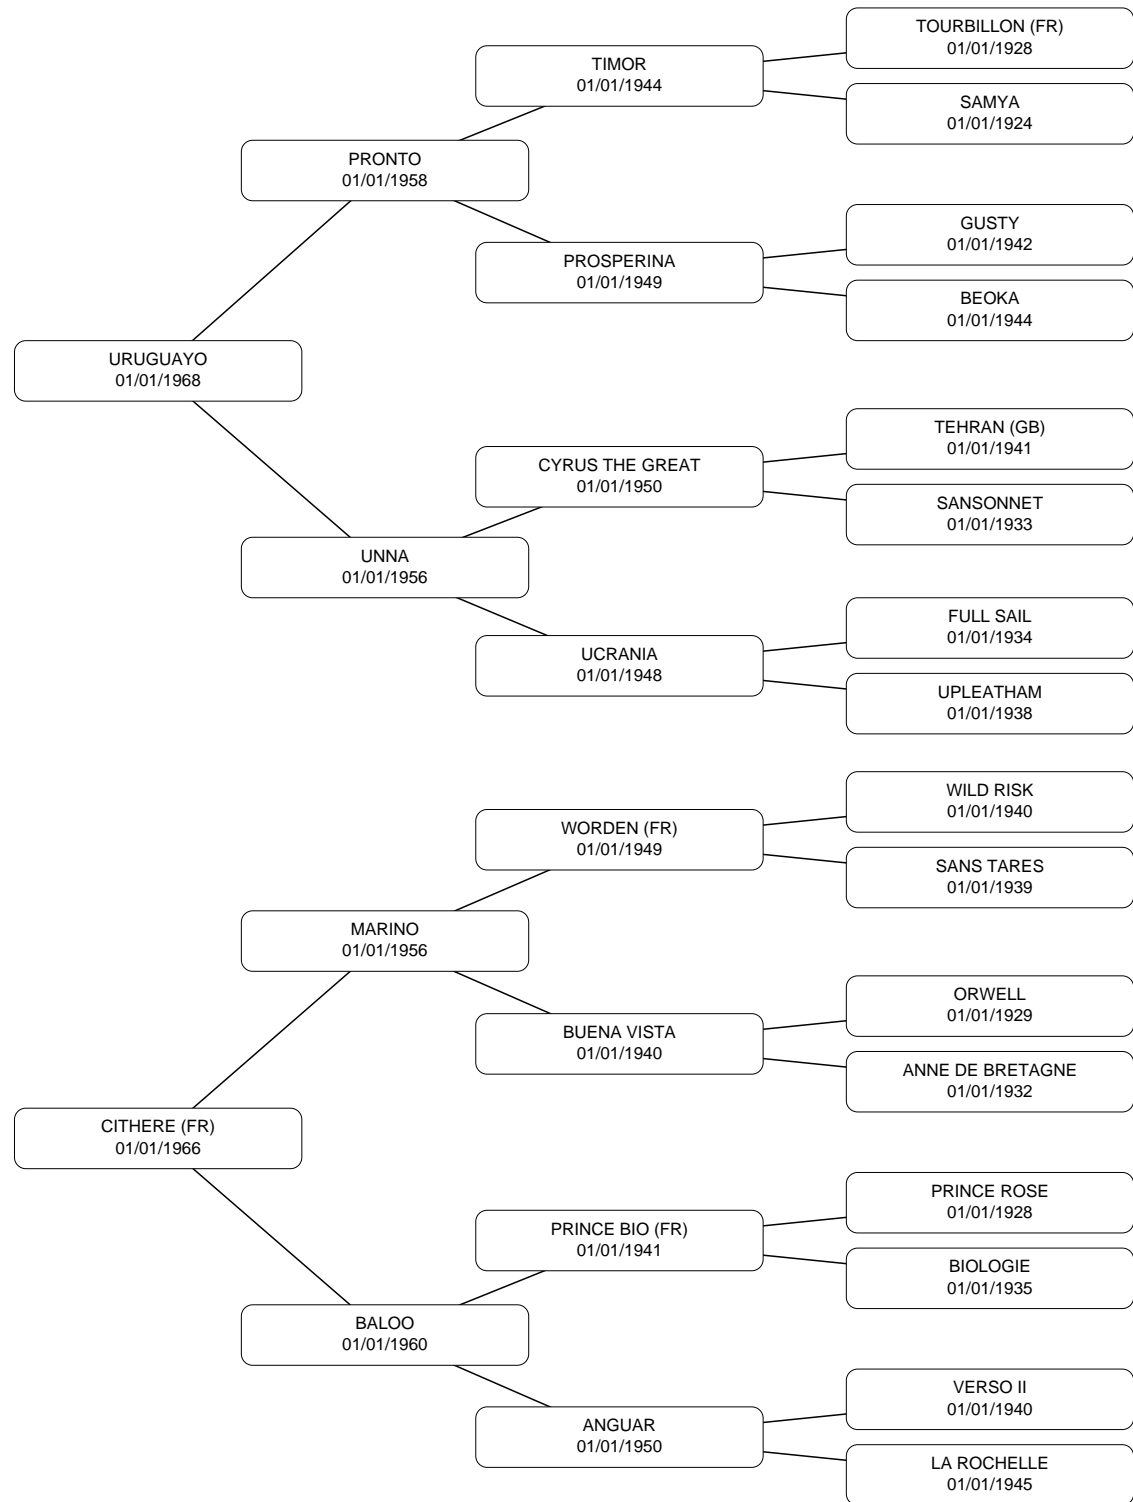 TOURBILLON (FR)
01/01/1928
TIMOR
01/01/1944
SAMYA
01/01/1924
PRONTO
01/01/1958
GUSTY
01/01/1942
PROSPERINA
01/01/1949
BEOKA
01/01/1944
URUGUAYO
01/01/1968
TEHRAN (GB)
01/01/1941
CYRUS THE GREAT
01/01/1950
SANSONNET
01/01/1933
UNNA
01/01/1956
FULL SAIL
01/01/1934
UCRANIA
01/01/1948
UPLEATHAM
01/01/1938
WILD RISK
01/01/1940
WORDEN (FR)
01/01/1949
SANS TARES
01/01/1939
MARINO
01/01/1956
ORWELL
01/01/1929
BUENA VISTA
01/01/1940
ANNE DE BRETAGNE
01/01/1932
CITHERE (FR)
01/01/1966
PRINCE ROSE
01/01/1928
PRINCE BIO (FR)
01/01/1941
BIOLOGIE
01/01/1935
BALOO
01/01/1960
VERSO II
01/01/1940
ANGUAR
01/01/1950
LA ROCHELLE
01/01/1945